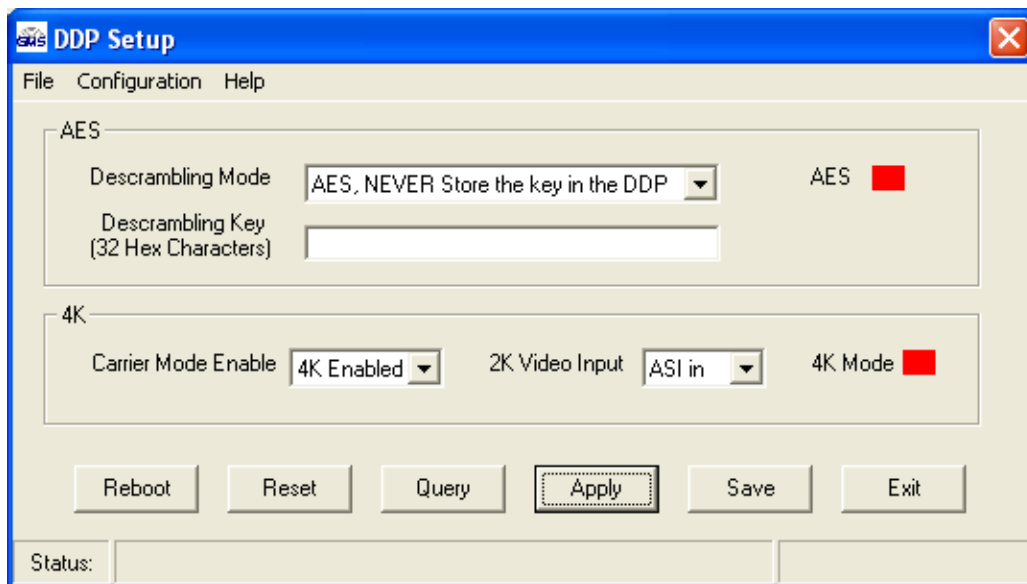 GMS DDP Setup
File Configuration Help
AES
Descrambling Mode AES, NEVER Store the key in the DDP AES
Descrambling Key
(32 Hex Characters)
4K
Carrier Mode Enable 4K Enabled 2K Video Input ASI in 4K Mode
Reboot Reset Query Apply Save Exit
Status: